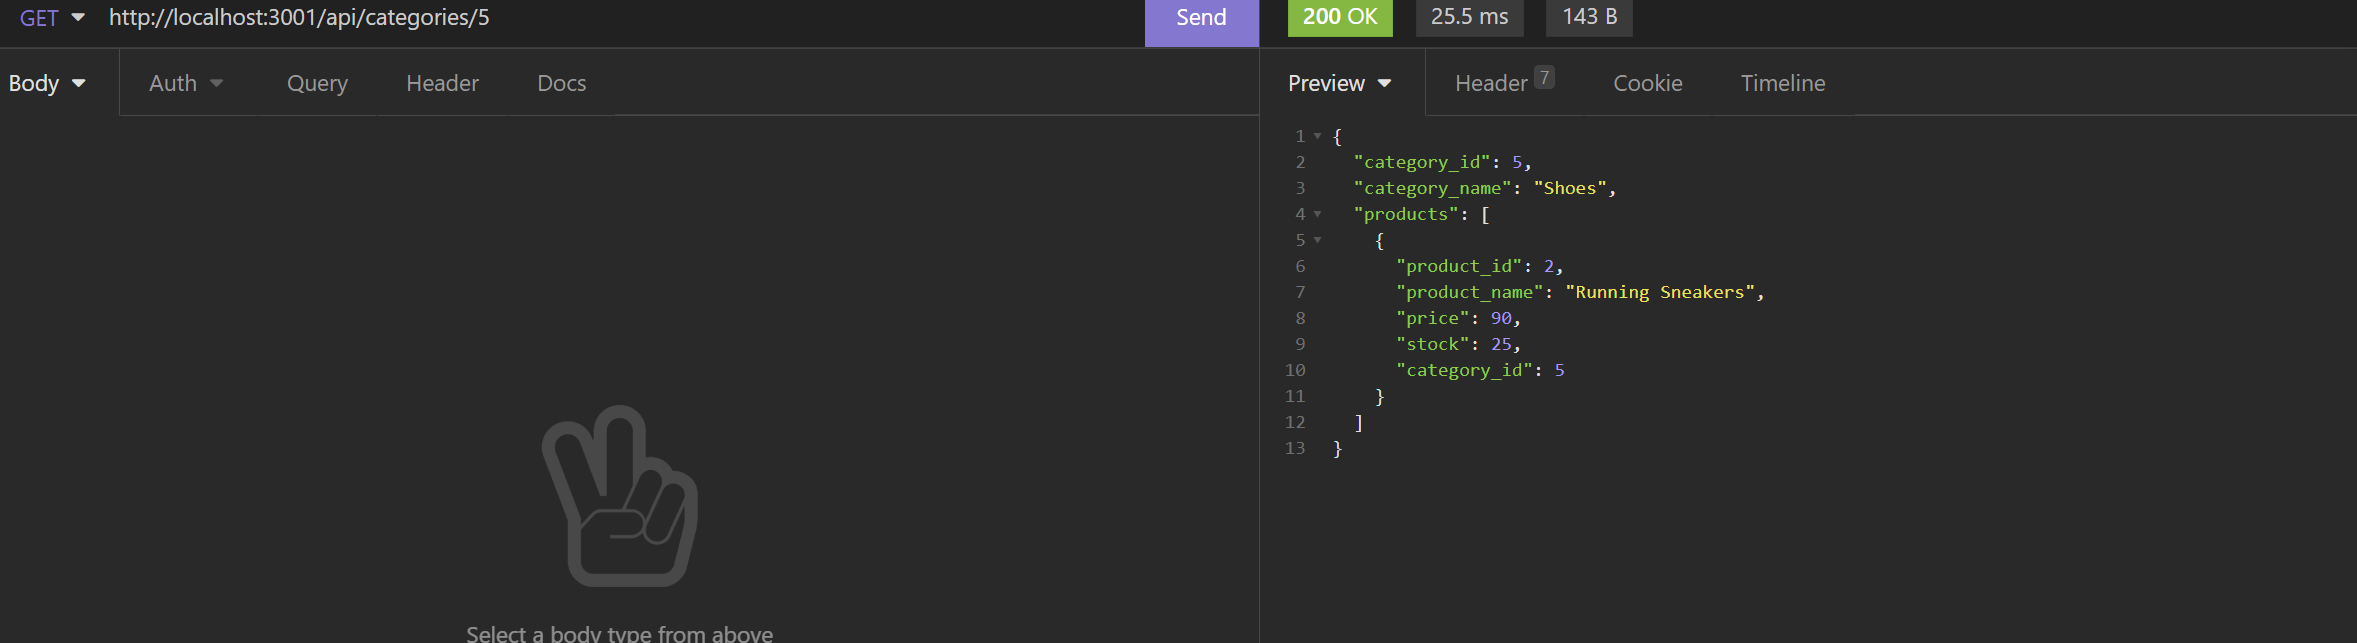 GET http://localhost:3001/api/categories/5 Send 200 OK 25.5 ms 143 B
Body Auth Query Header Docs Preview Header 7 Cookie Timeline
1 {
2 "category_id": 5,
3 "category_name": "Shoes",
4 "products": [
5 {
6 "product_id": 2,
7 "product_name": "Running Sneakers",
8 "price": 90,
9 "stock": 25,
10 "category_id": 5
11 }
12 ]
13 }
Select a body type from above